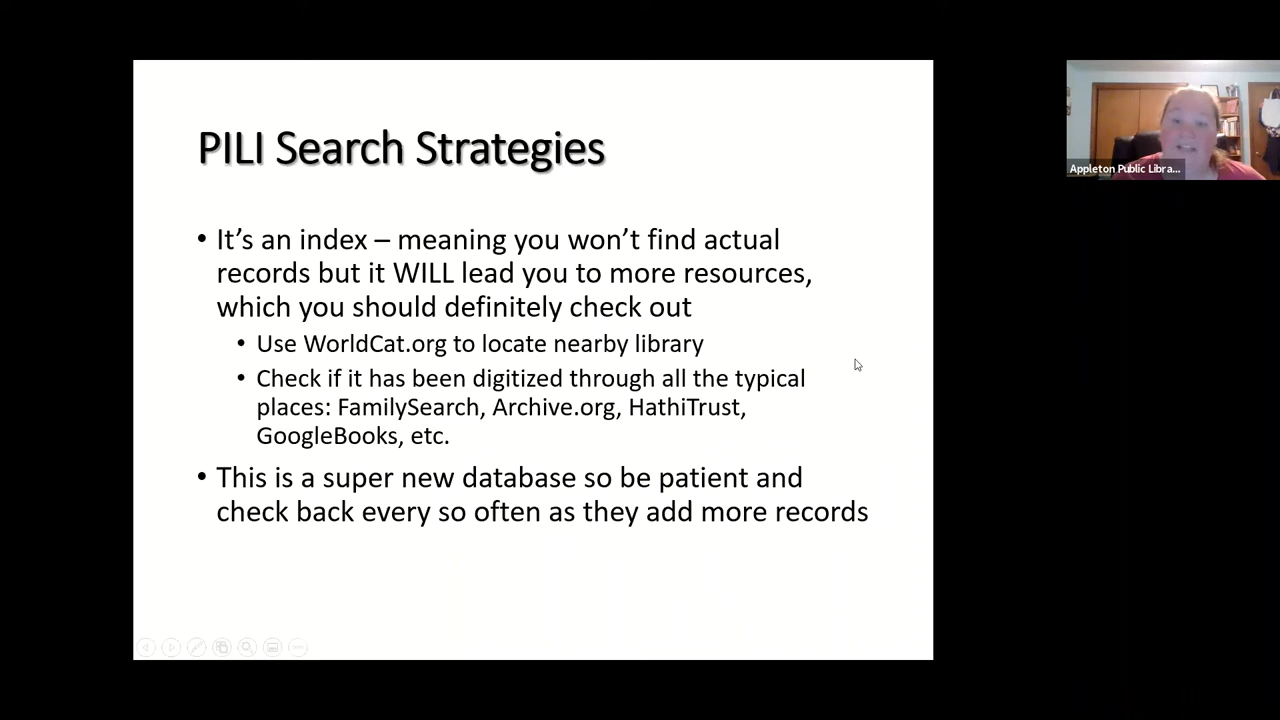 PILI Search Strategies
• It’s an index – meaning you won’t find actual
records but it WILL lead you to more resources,
which you should definitely check out
• Use WorldCat.org to locate nearby library
• Check if it has been digitized through all the typical
places: FamilySearch, Archive.org, HathiTrust,
GoogleBooks, etc.
• This is a super new database so be patient and
check back every so often as they add more records
Appleton Public Libra...